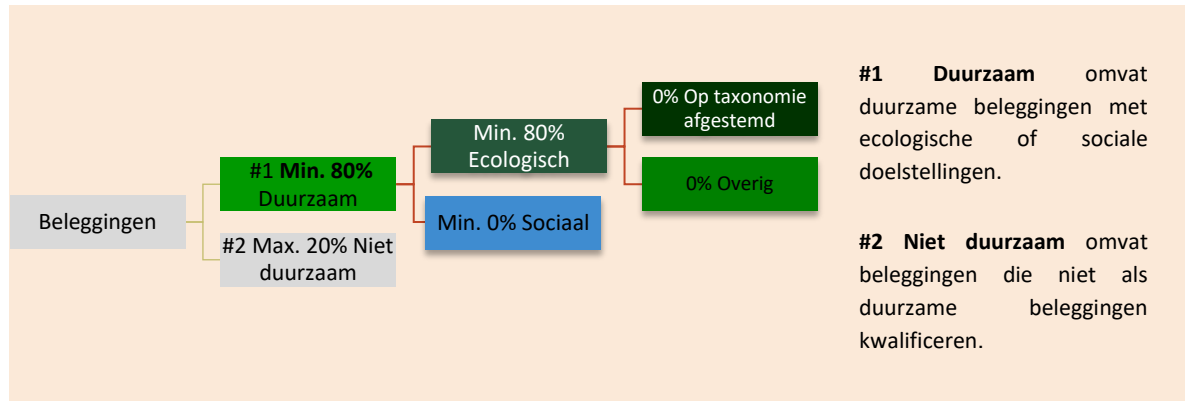 Beleggingen
#1 Min. 80%
Duurzaam
#2 Max. 20% Niet
duurzaam
Min. 80%
Ecologisch
Min. 0% Sociaal
0% Op taxonomie
afgestemd
0% Overig
#1 Duurzaam omvat
duurzame beleggingen met
ecologische of sociale
doelstellingen.
#2 Niet duurzaam omvat
beleggingen die niet als
duurzame beleggingen
kwalificeren.